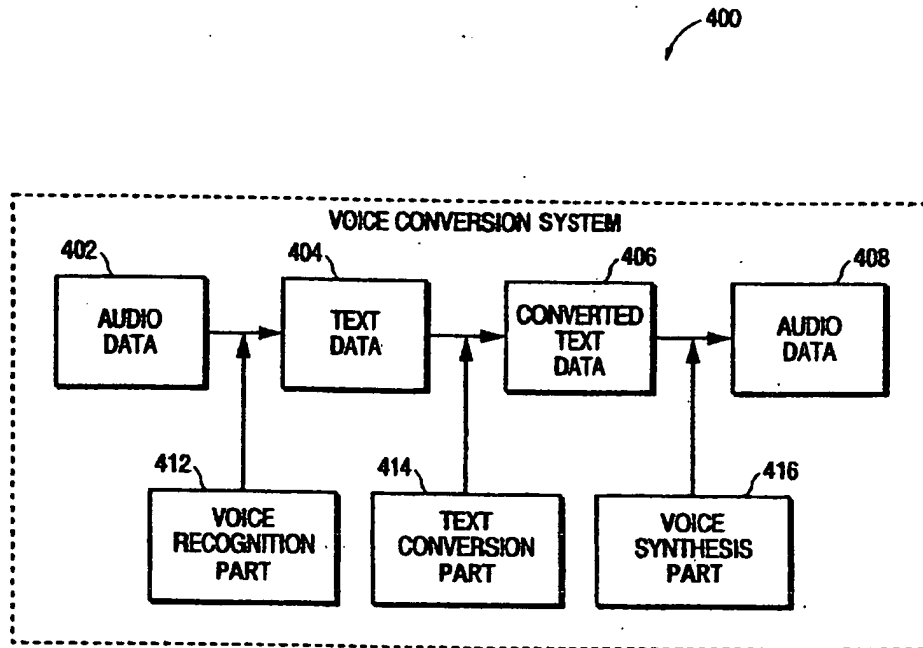 400
VOICE CONVERSION SYSTEM
402
404
406
408
AUDIO
DATA
TEXT
DATA
CONVERTED
TEXT
DATA
AUDIO
DATA
412
414
416
VOICE
RECOGNITION
PART
TEXT
CONVERSION
PART
VOICE
SYNTHESIS
PART